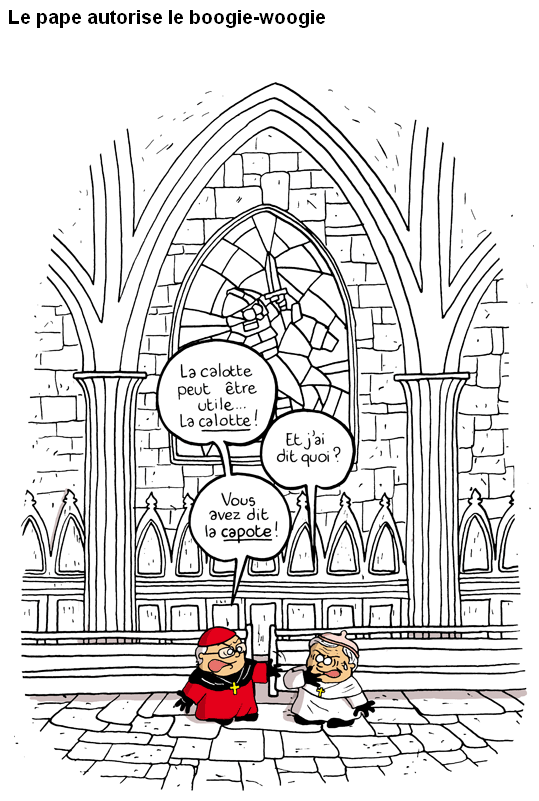 Le pape autorise le boogie-woogie
La calotte
peut être
utile...
La calotte !
Et j'ai
dit quoi ?
Vous
avez dit
la capote !